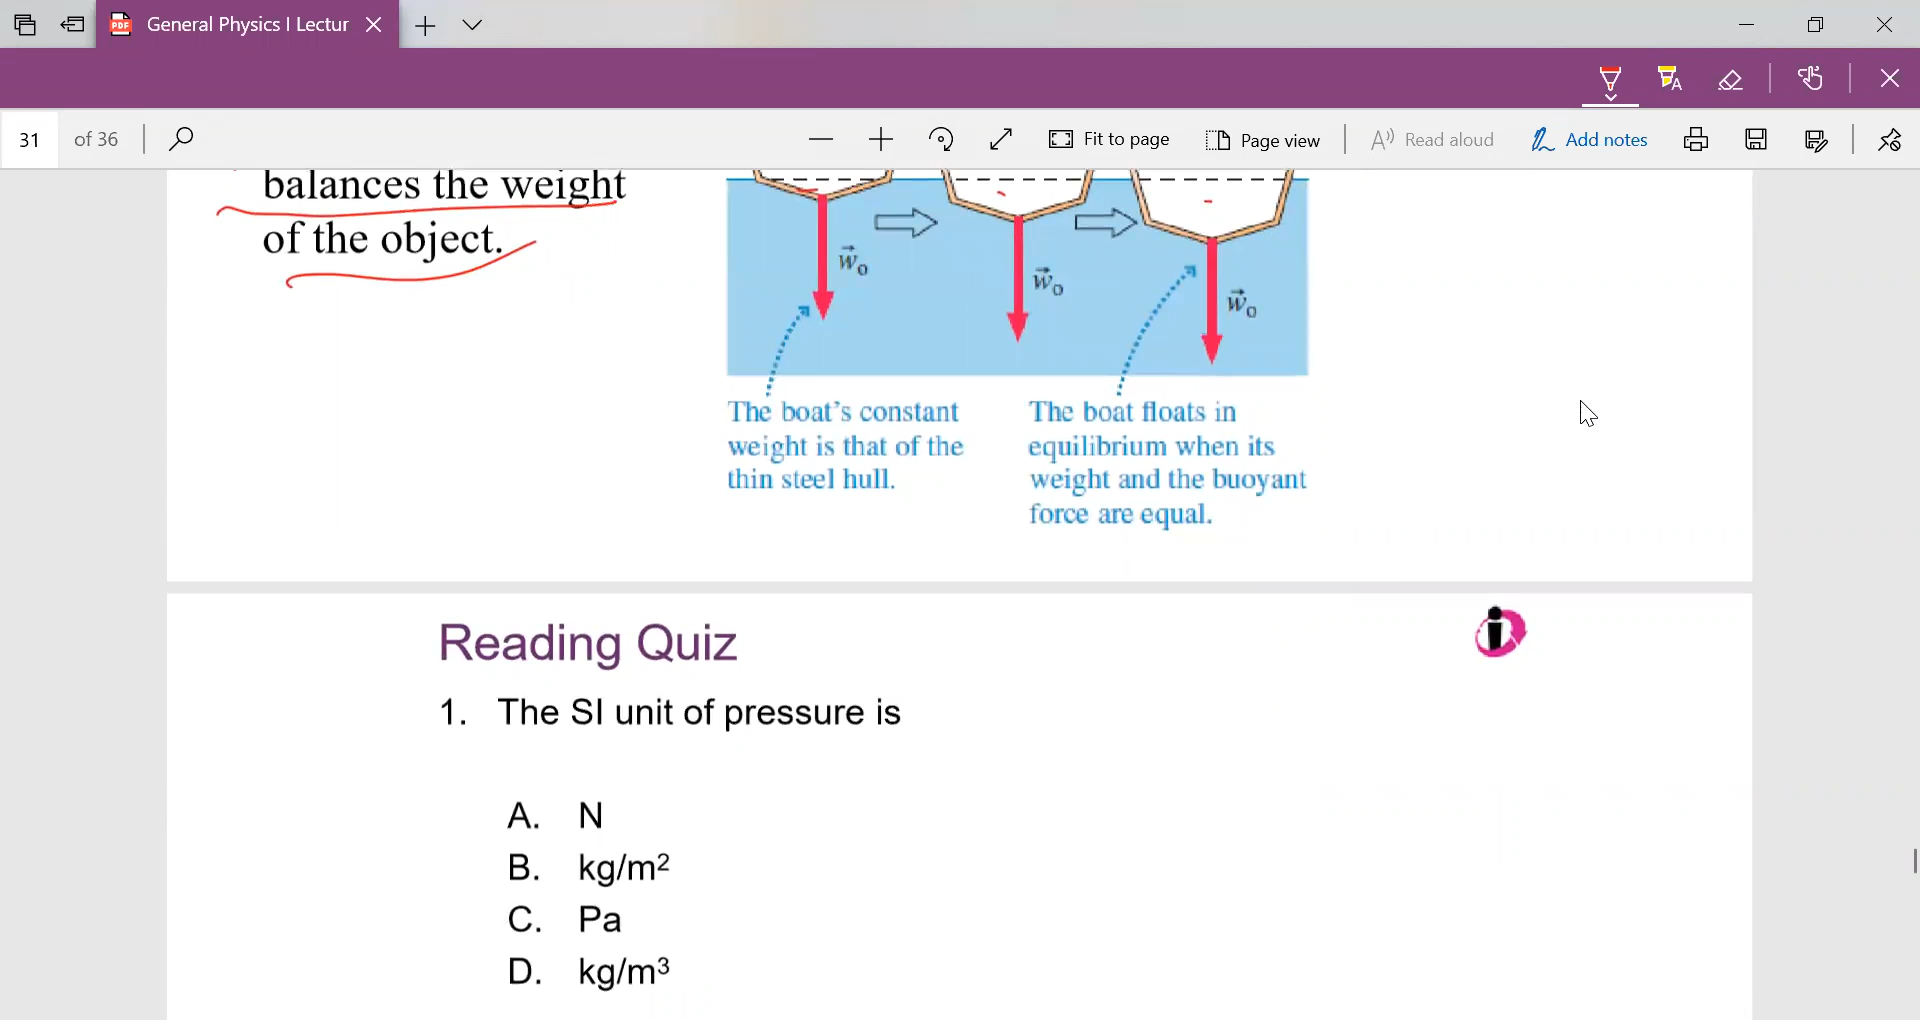 General Physics I Lectur
31 of 36
Fit to page
Page view
Read aloud
Add notes
balances the weight
of the object.
w⃗o
w⃗o
w⃗o
The boat's constant
weight is that of the
thin steel hull.
The boat floats in
equilibrium when its
weight and the buoyant
force are equal.
Reading Quiz
1. The SI unit of pressure is
A. N
B. kg/m²
C. Pa
D. kg/m³